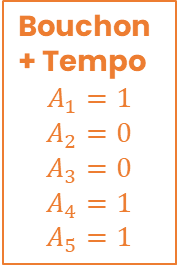 Bouchon
+ Tempo
A₁ = 1
A₂ = 0
A₃ = 0
A₄ = 1
A₅ = 1